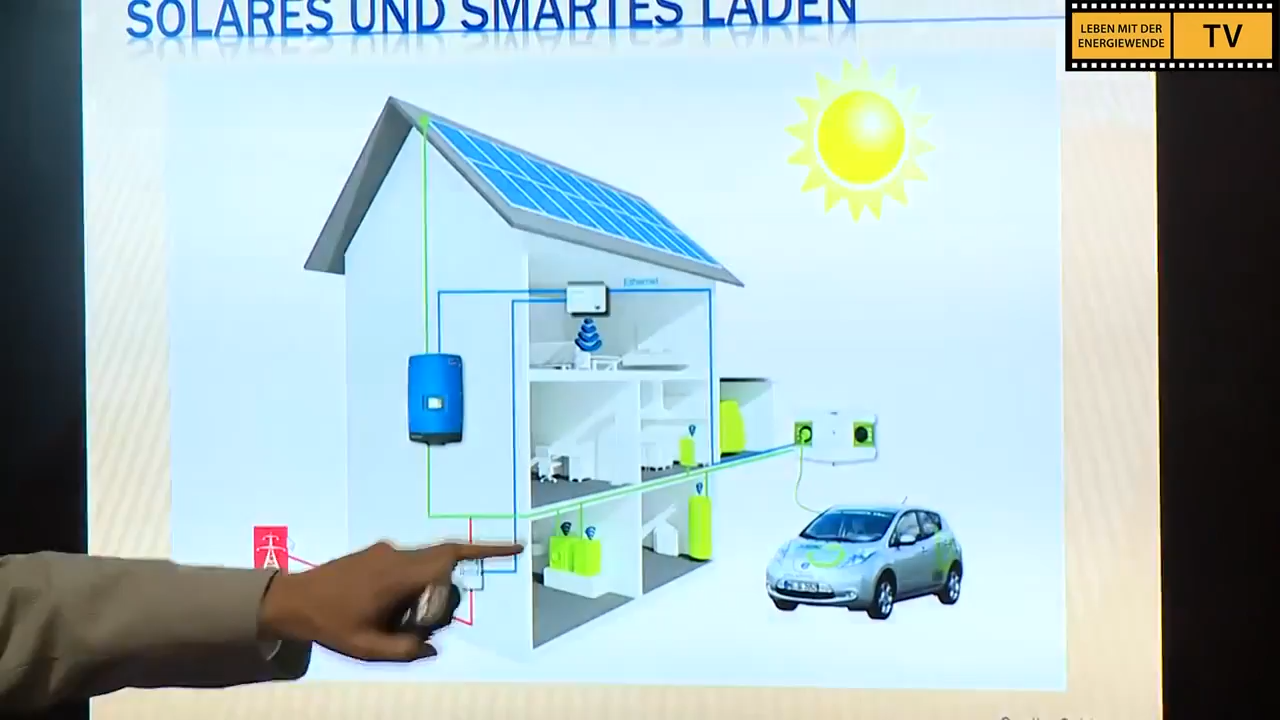 SOLARES UND SMARTES LADEN
LEBEN MIT DER
ENERGIEWENDE
TV
Ethernet